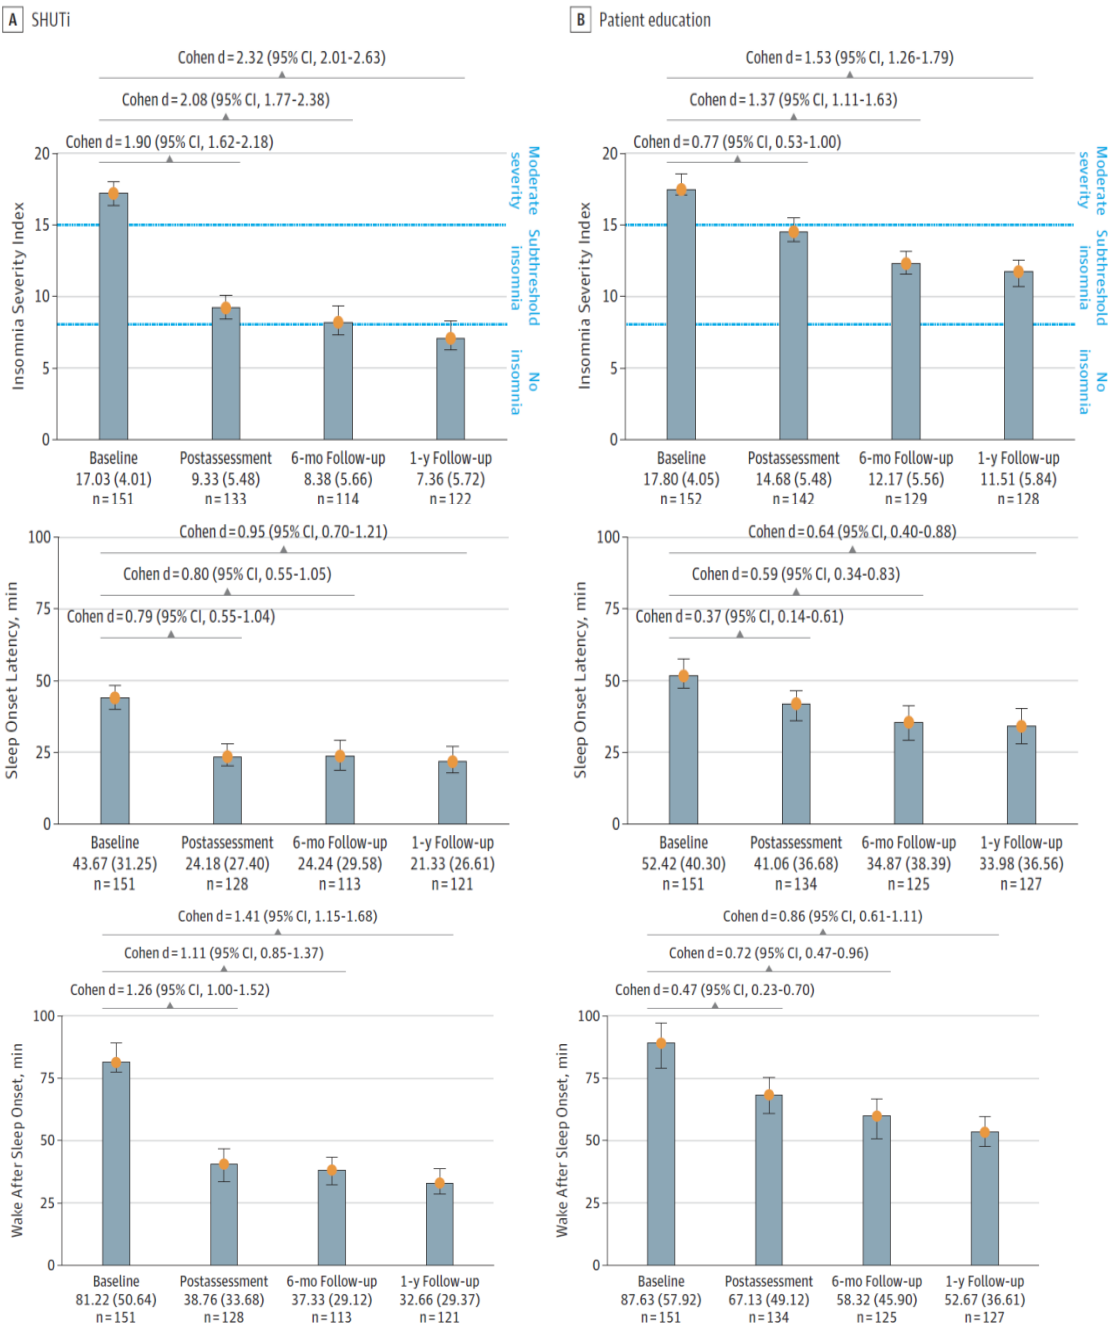 A SHUTi
Cohen d=2.32 (95% CI, 2.01-2.63)
Cohen d=2.08 (95% CI, 1.77-2.38)
Cohen d=1.90 (95% CI, 1.62-2.18)
20
15
10
5
0
Insomnia Severity Index
Moderate severity
Subthreshold insomnia
No insomnia
Baseline Postassessment 6-mo Follow-up 1-y Follow-up
17.03 (4.01) 9.33 (5.48) 8.38 (5.66) 7.36 (5.72)
n=151 n=133 n=114 n=122
Cohen d=0.95 (95% CI, 0.70-1.21)
Cohen d=0.80 (95% CI, 0.55-1.05)
Cohen d=0.79 (95% CI, 0.55-1.04)
100
75
50
25
0
Sleep Onset Latency, min
Baseline Postassessment 6-mo Follow-up 1-y Follow-up
43.67 (31.25) 24.18 (27.40) 24.24 (29.58) 21.33 (26.61)
n=151 n=128 n=113 n=121
Cohen d=1.41 (95% CI, 1.15-1.68)
Cohen d=1.11 (95% CI, 0.85-1.37)
Cohen d=1.26 (95% CI, 1.00-1.52)
100
75
50
25
0
Wake After Sleep Onset, min
Baseline Postassessment 6-mo Follow-up 1-y Follow-up
81.22 (50.64) 38.76 (33.68) 37.33 (29.12) 32.66 (29.37)
n=151 n=128 n=113 n=121
B Patient education
Cohen d=1.53 (95% CI, 1.26-1.79)
Cohen d=1.37 (95% CI, 1.11-1.63)
Cohen d=0.77 (95% CI, 0.53-1.00)
20
15
10
5
0
Insomnia Severity Index
Moderate severity
Subthreshold insomnia
No insomnia
Baseline Postassessment 6-mo Follow-up 1-y Follow-up
17.80 (4.05) 14.68 (5.48) 12.17 (5.56) 11.51 (5.84)
n=152 n=142 n=129 n=128
Cohen d=0.64 (95% CI, 0.40-0.88)
Cohen d=0.59 (95% CI, 0.34-0.83)
Cohen d=0.37 (95% CI, 0.14-0.61)
100
75
50
25
0
Sleep Onset Latency, min
Baseline Postassessment 6-mo Follow-up 1-y Follow-up
52.42 (40.30) 41.06 (36.68) 34.87 (38.39) 33.98 (36.56)
n=151 n=134 n=125 n=127
Cohen d=0.86 (95% CI, 0.61-1.11)
Cohen d=0.72 (95% CI, 0.47-0.96)
Cohen d=0.47 (95% CI, 0.23-0.70)
100
75
50
25
0
Wake After Sleep Onset, min
Baseline Postassessment 6-mo Follow-up 1-y Follow-up
87.63 (57.92) 67.13 (49.12) 58.32 (45.90) 52.67 (36.61)
n=151 n=134 n=125 n=127